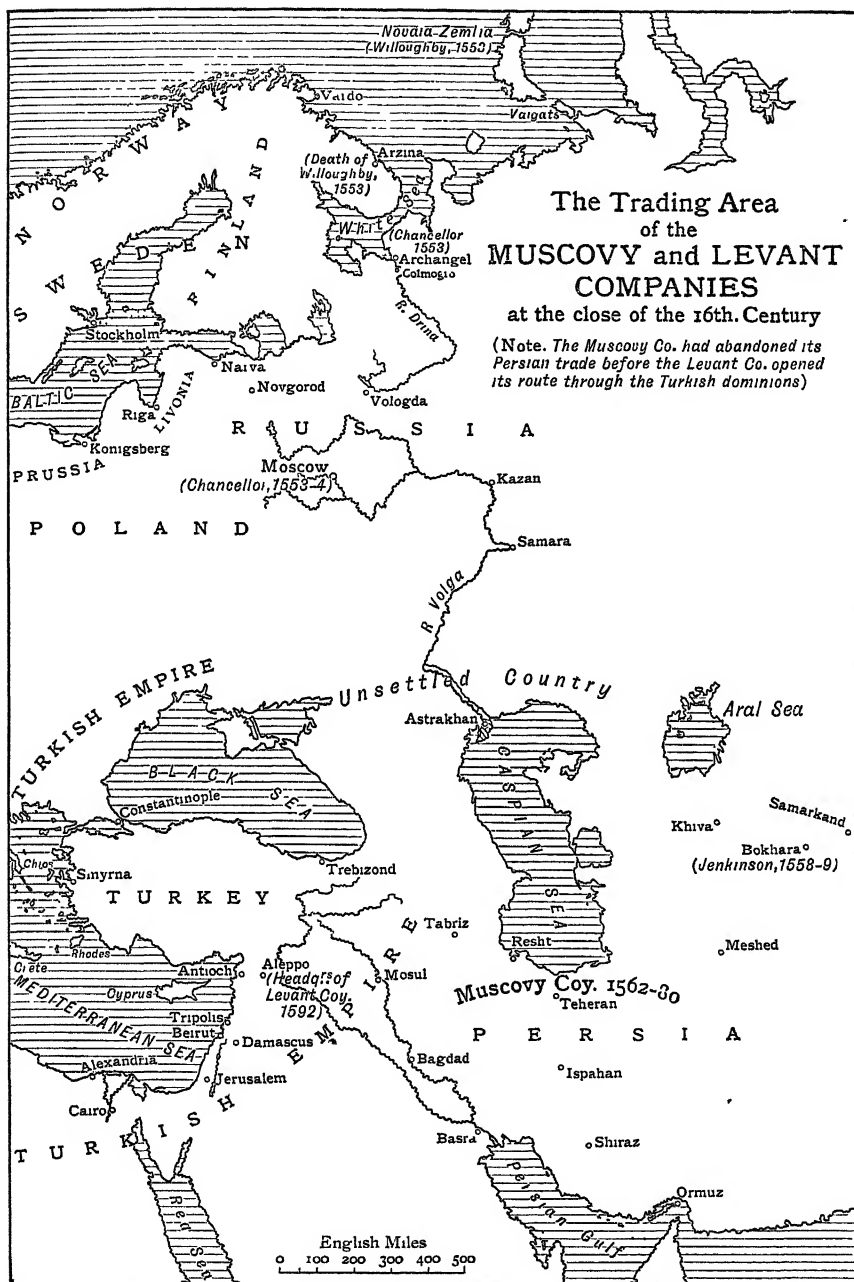 Novaia Zemlia
(Willoughby, 1553)
Vardo
Vaigats
NORWAY
(Death of
Willoughby,
1553)
Arzina
The Trading Area
of the
MUSCOVY and LEVANT
COMPANIES
at the close of the 16th. Century
(Note. The Muscovy Co. had abandoned its
Persian trade before the Levant Co. opened
its route through the Turkish dominions)
White Sea
(Chancellor
1553)
Archangel
Colmogro
SWEDEN
FINLAND
R. Dvina
Stockholm
Narva
Novgorod
Vologda
BALTIC SEA
Riga
LIVONIA
RUSSIA
Konigsberg
PRUSSIA
Moscow
(Chancellor, 1553-4)
Kazan
POLAND
Samara
R Volga
TURKISH EMPIRE
Unsettled Country
Astrakhan
Aral Sea
BLACK SEA
CASPIAN SEA
Constantinople
Khiva
Samarkand
Bokhara
(Jenkinson, 1558-9)
Chios
Smyrna
Trebizond
TURKEY
Tabriz
Resht
Meshed
Rhodes
Crete
Antioch
Aleppo
(Headqrs of
Levant Coy.
1592)
Mosul
Muscovy Coy. 1562-80
Teheran
Cyprus
MEDITERRANEAN SEA
Tripolis
Beirut
Damascus
PERSIA
Alexandria
Jerusalem
Bagdad
Ispahan
Cairo
TURKISH EMPIRE
Basra
Shiraz
Ormuz
Persian Gulf
Red Sea
English Miles
0 100 200 300 400 500